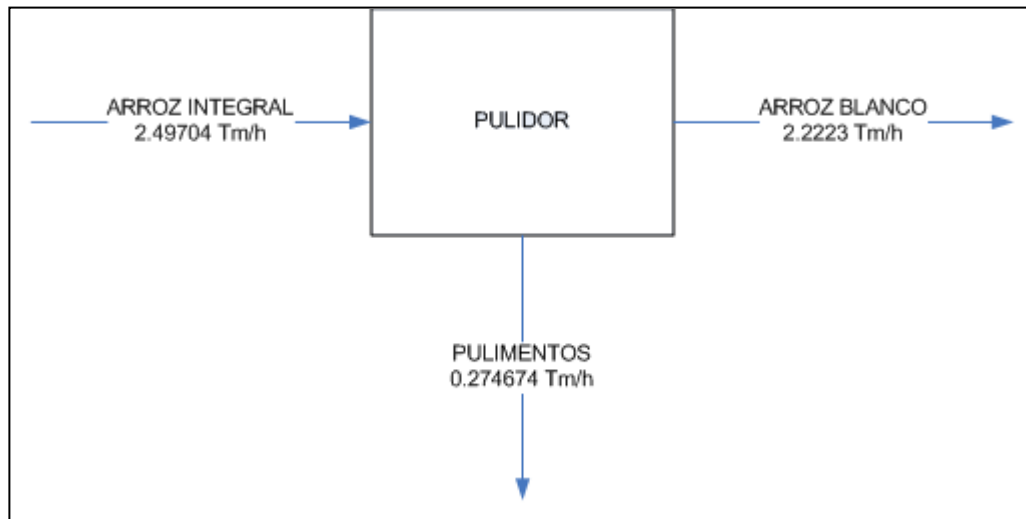 ARROZ INTEGRAL
2.49704 Tm/h
PULIDOR
ARROZ BLANCO
2.2223 Tm/h
PULIMENTOS
0.274674 Tm/h